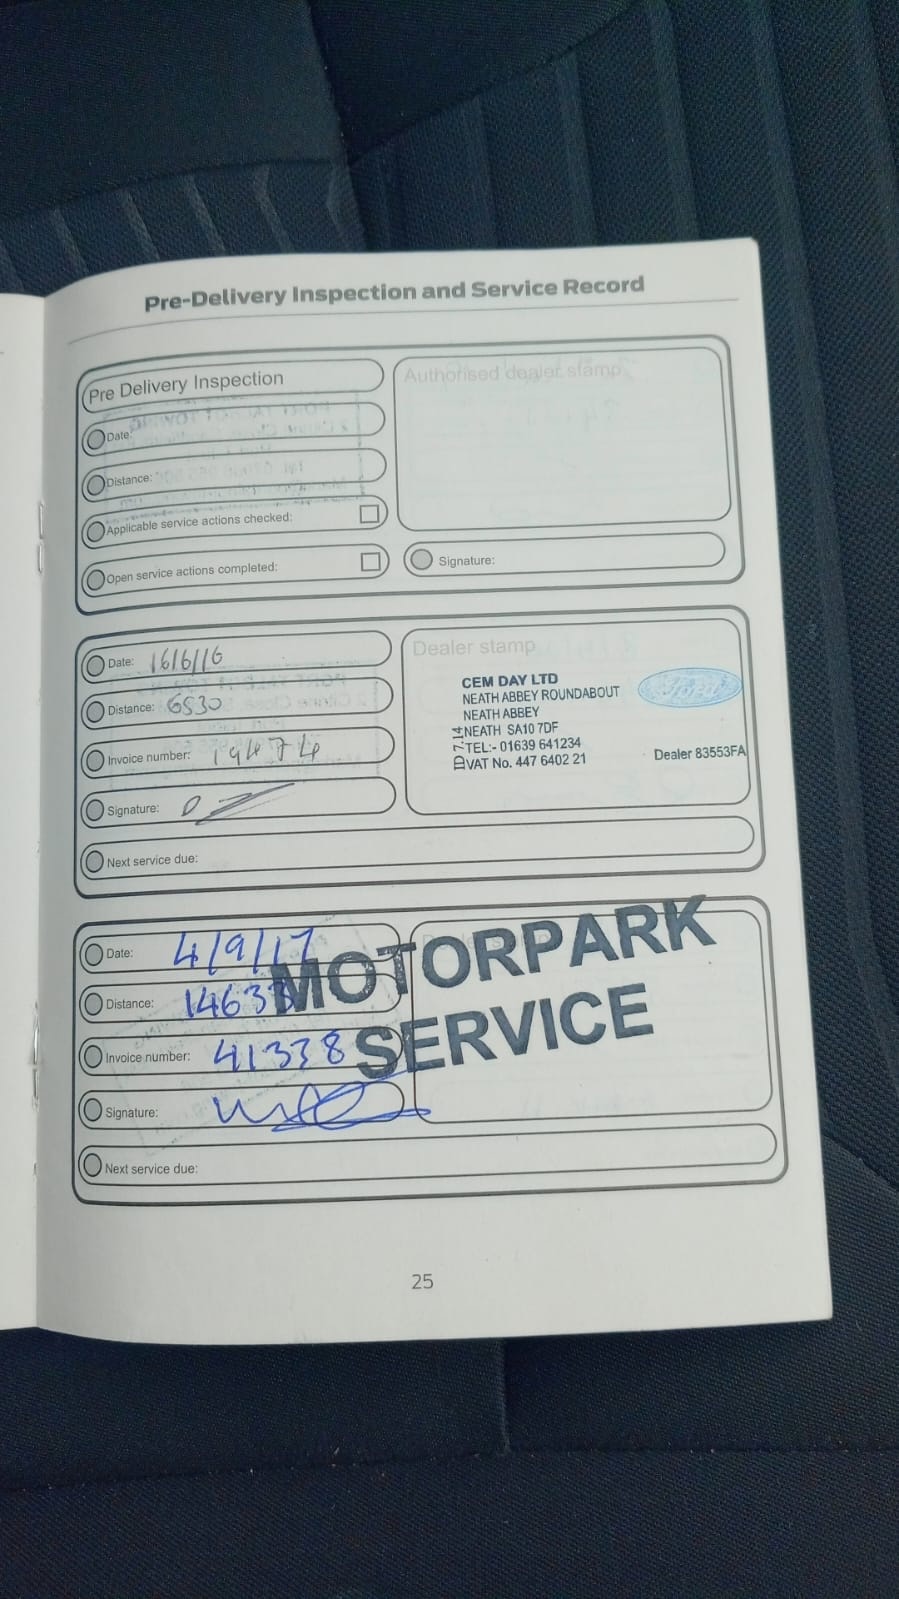 Pre-Delivery Inspection and Service Record
Pre Delivery Inspection
Date:
Distance:
Applicable service actions checked:
Open service actions completed:
Authorised dealer stamp
Signature:
Date: 16/6/16
Distance: 6530
Invoice number: 19474
Signature:
Next service due:
Dealer stamp
CEM DAY LTD
NEATH ABBEY ROUNDABOUT
NEATH ABBEY
NEATH SA10 7DF
TEL:- 01639 641234
VAT No. 447 6402 21
Ford
Dealer 83553FA
Date: 4/9/17
Distance: 14633
Invoice number: 41338
Signature:
Next service due:
MOTORPARK
SERVICE
25